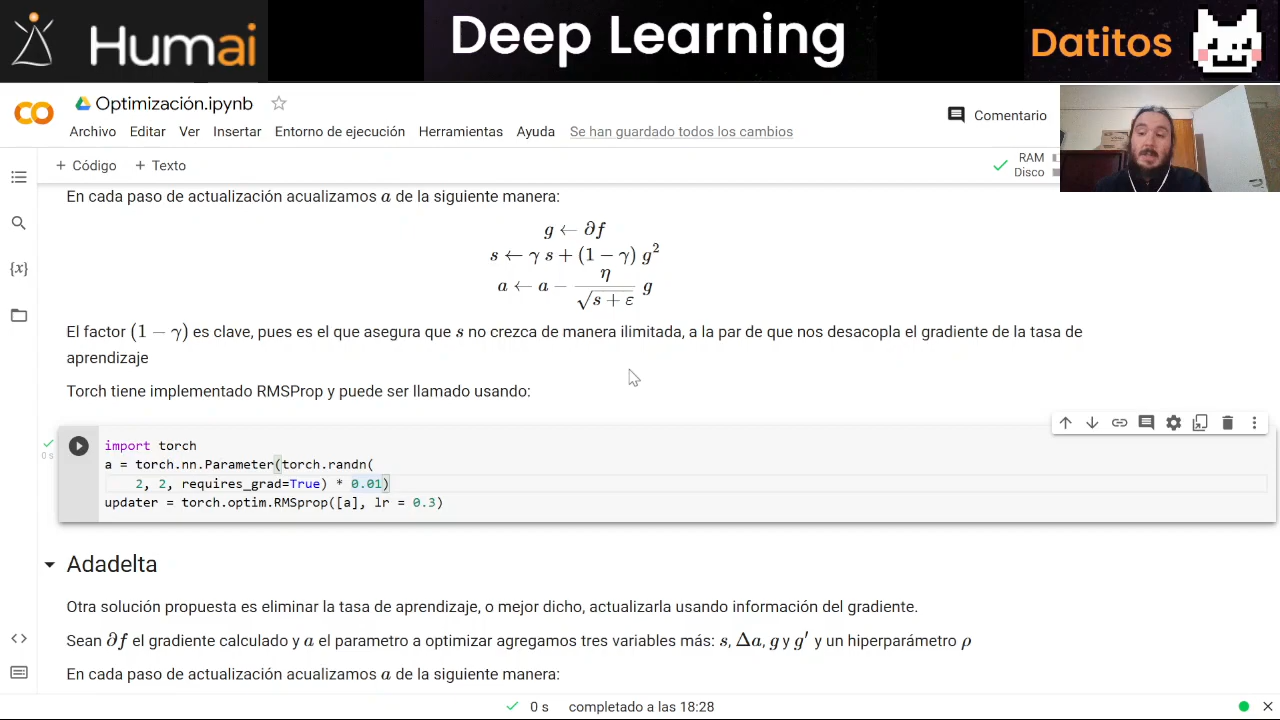 Humai
Deep Learning
Datitos
CO
Optimización.ipynb
Archivo Editar Ver Insertar Entorno de ejecución Herramientas Ayuda Se han guardado todos los cambios
Comentario
+ Código + Texto
RAM
Disco
En cada paso de actualización acualizamos a de la siguiente manera:
g ← ∂f
s ← γ s + (1 − γ) g²
a ← a − η / √(s + ε) g
El factor (1 − γ) es clave, pues es el que asegura que s no crezca de manera ilimitada, a la par de que nos desacopla el gradiente de la tasa de
aprendizaje
Torch tiene implementado RMSProp y puede ser llamado usando:
0 s
import torch
a = torch.nn.Parameter(torch.randn(
2, 2, requires_grad=True) * 0.01)
updater = torch.optim.RMSprop([a], lr = 0.3)
Adadelta
Otra solución propuesta es eliminar la tasa de aprendizaje, o mejor dicho, actualizarla usando información del gradiente.
Sean ∂f el gradiente calculado y a el parametro a optimizar agregamos tres variables más: s, Δa, g y g′ y un hiperparámetro ρ
En cada paso de actualización acualizamos a de la siguiente manera:
0 s completado a las 18:28